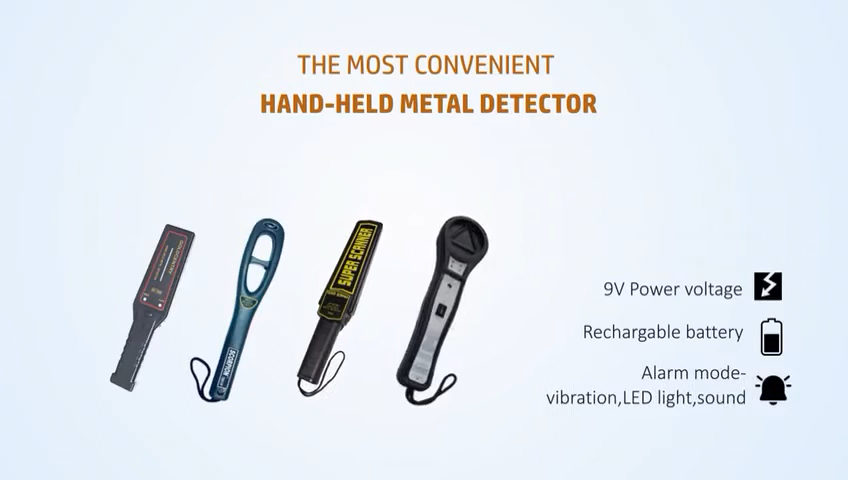 THE MOST CONVENIENT
HAND-HELD METAL DETECTOR
SUPER SCANNER
SCORPION
9V Power voltage
Rechargable battery
Alarm mode-
vibration,LED light,sound